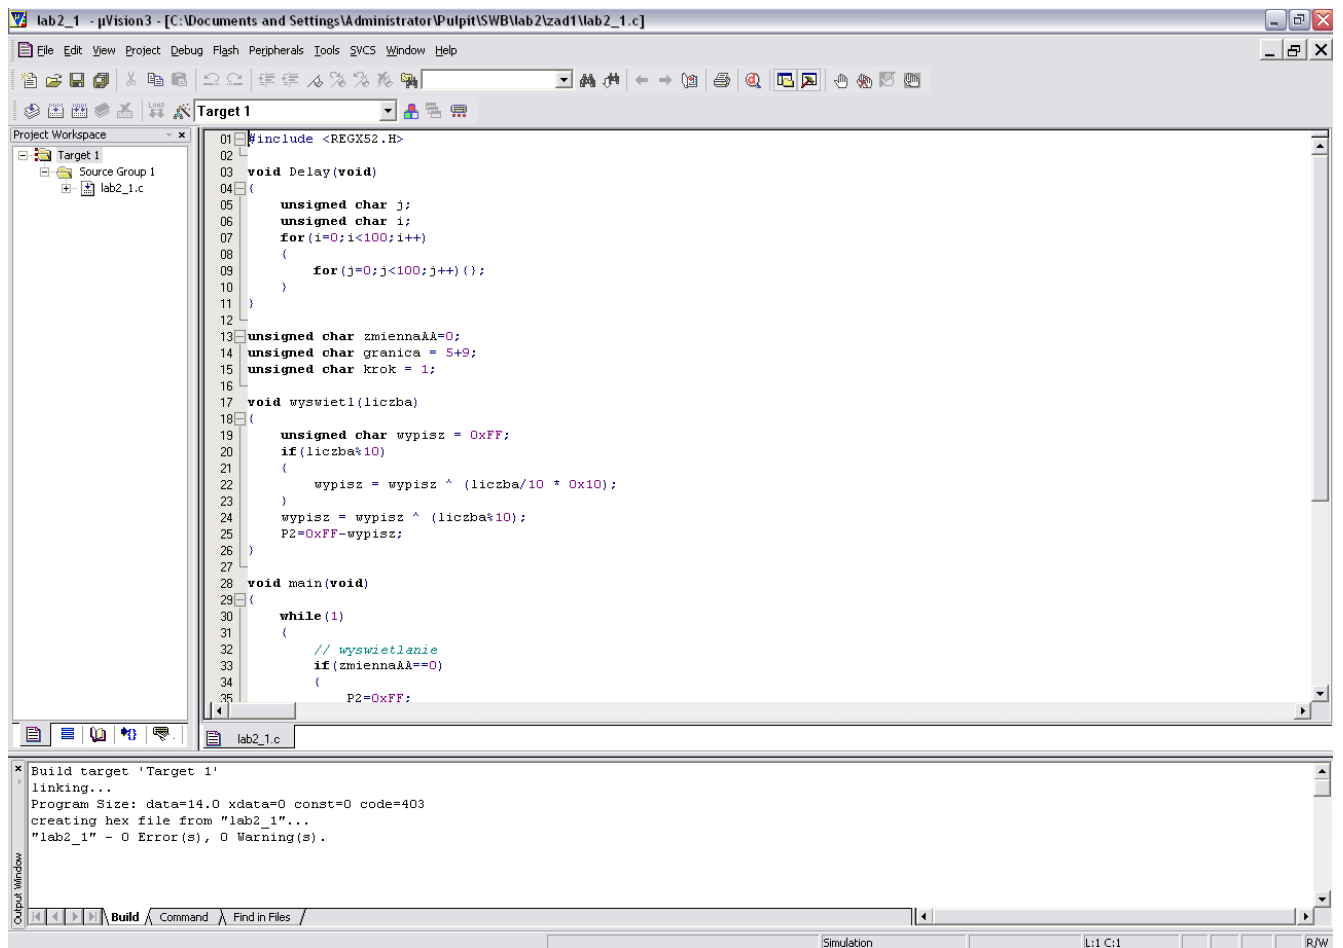 lab2_1 - µVision3 - [C:\Documents and Settings\Administrator\Pulpit\SWB\lab2\zad1\lab2_1.c]
File Edit View Project Debug Flash Peripherals Tools SVCS Window Help
Target 1
Project Workspace
Target 1
Source Group 1
lab2_1.c
01 #include <REGX52.H>
02
03 void Delay(void)
04 {
05     unsigned char j;
06     unsigned char i;
07     for(i=0;i<100;i++)
08     {
09         for(j=0;j<100;j++){};
10     }
11 }
12
13 unsigned char zmiennaAA=0;
14 unsigned char granica = 5+9;
15 unsigned char krok = 1;
16
17 void wyswietl(liczba)
18 {
19     unsigned char wypisz = 0xFF;
20     if(liczba%10)
21     {
22         wypisz = wypisz ^ (liczba/10 * 0x10);
23     }
24     wypisz = wypisz ^ (liczba%10);
25     P2=0xFF-wypisz;
26 }
27
28 void main(void)
29 {
30     while(1)
31     {
32         // wyswietlanie
33         if(zmiennaAA==0)
34         {
35             P2=0xFF;
lab2_1.c
Build target 'Target 1'
linking...
Program Size: data=14.0 xdata=0 const=0 code=403
creating hex file from "lab2_1"...
"lab2_1" - 0 Error(s), 0 Warning(s).
Output Window
Build Command Find in Files
Simulation L:1 C:1 R/W